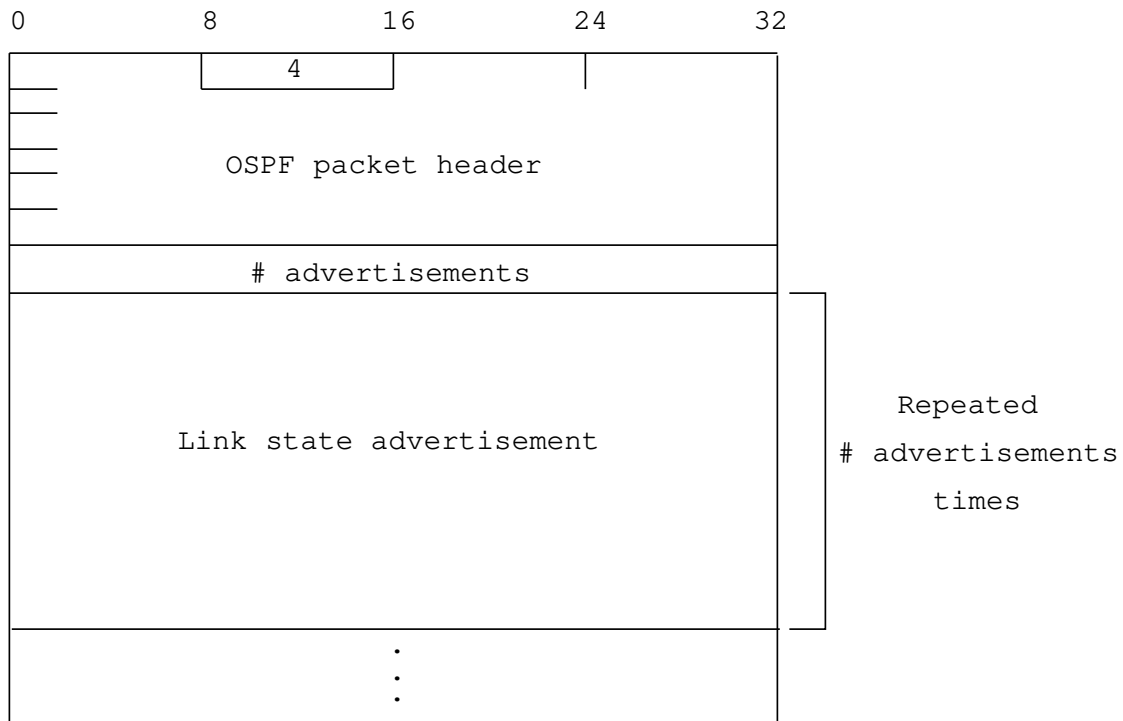 0 8 16 24 32
4
OSPF packet header
# advertisements
Link state advertisement
Repeated
# advertisements
times
.
.
.